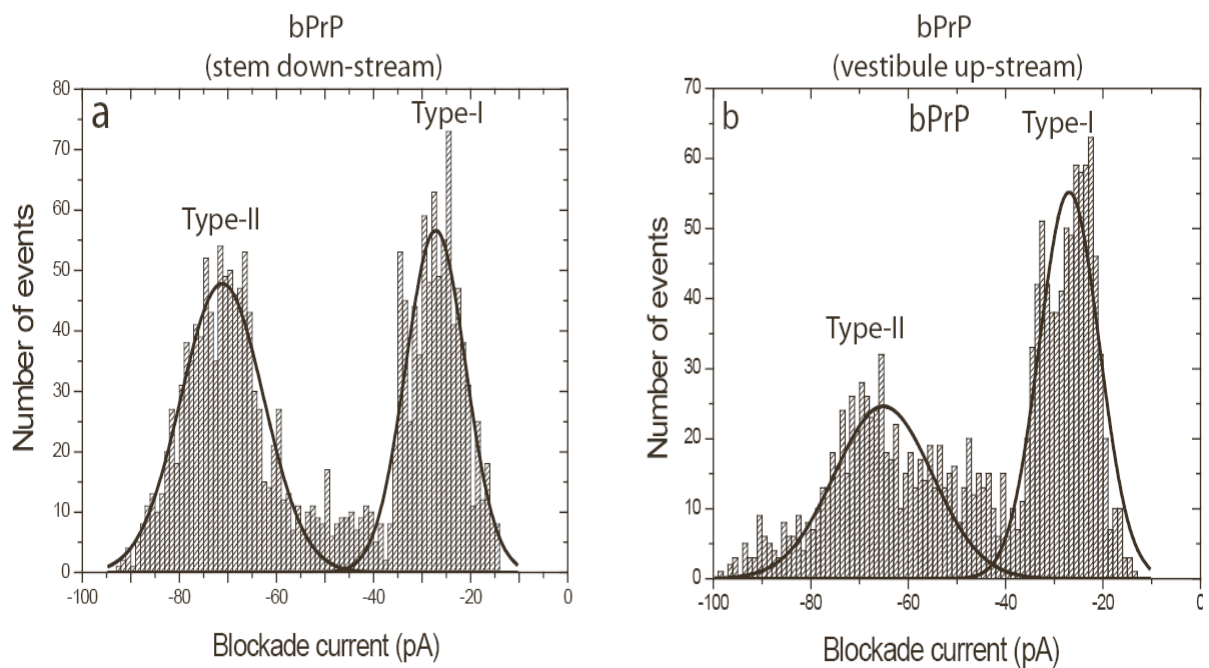 bPrP
(stem down-stream)
a
Type-I
Type-II
Number of events
80
70
60
50
40
30
20
10
0
-100
-80
-60
-40
-20
0
Blockade current (pA)
bPrP
(vestibule up-stream)
b
bPrP
Type-I
Type-II
Number of events
70
60
50
40
30
20
10
0
-100
-80
-60
-40
-20
0
Blockade current (pA)